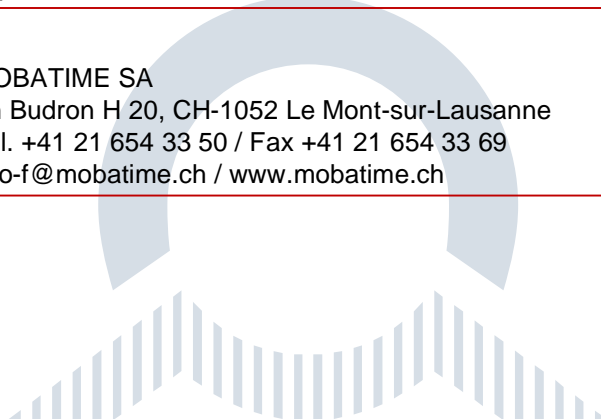 OBATIME SA
Budron H 20, CH-1052 Le Mont-sur-Lausanne
l. +41 21 654 33 50 / Fax +41 21 654 33 69
o-f@mobatime.ch / www.mobatime.ch